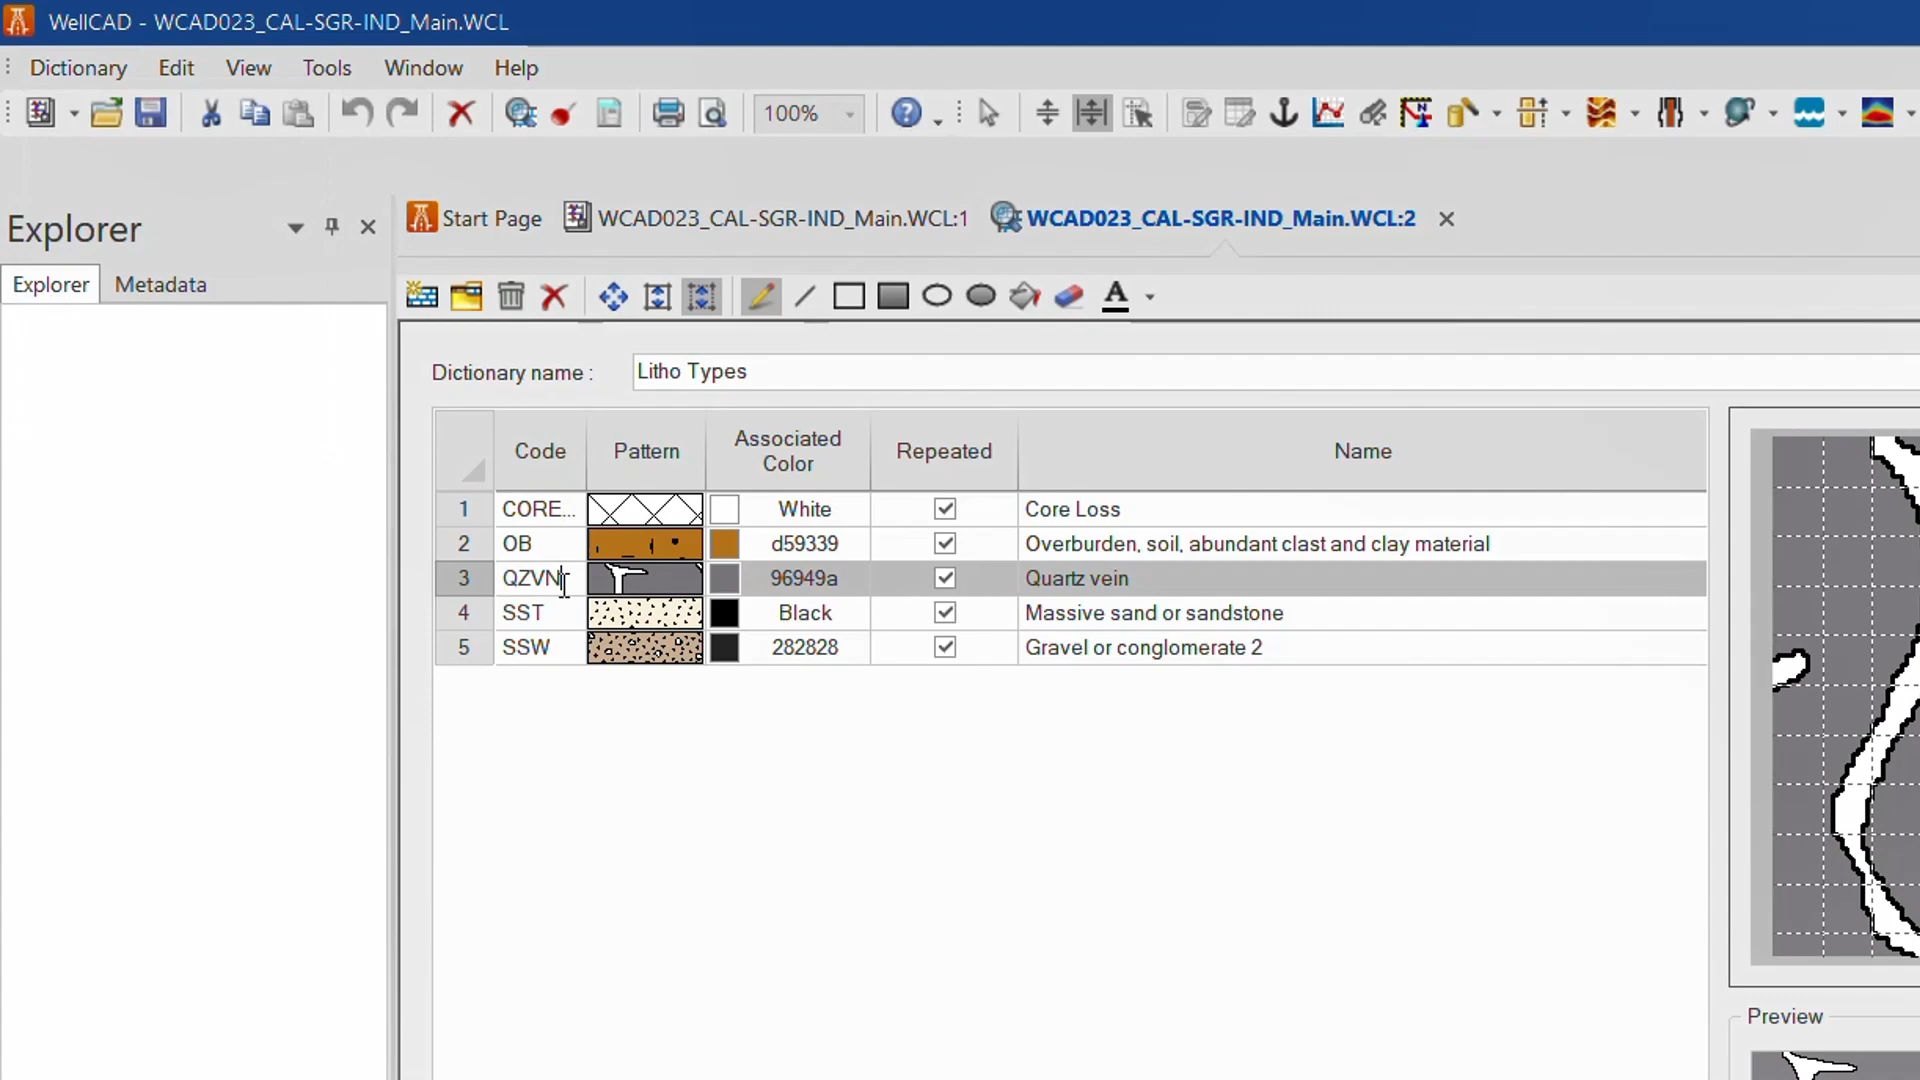 WellCAD - WCAD023_CAL-SGR-IND_Main.WCL
Dictionary Edit View Tools Window Help
100%
Explorer
Start Page WCAD023_CAL-SGR-IND_Main.WCL:1 WCAD023_CAL-SGR-IND_Main.WCL:2
Explorer Metadata
Dictionary name : Litho Types
Code Pattern Associated Color Repeated Name
1 CORE... White Core Loss
2 OB d59339 Overburden, soil, abundant clast and clay material
3 QZVN 96949a Quartz vein
4 SST Black Massive sand or sandstone
5 SSW 282828 Gravel or conglomerate 2
Preview